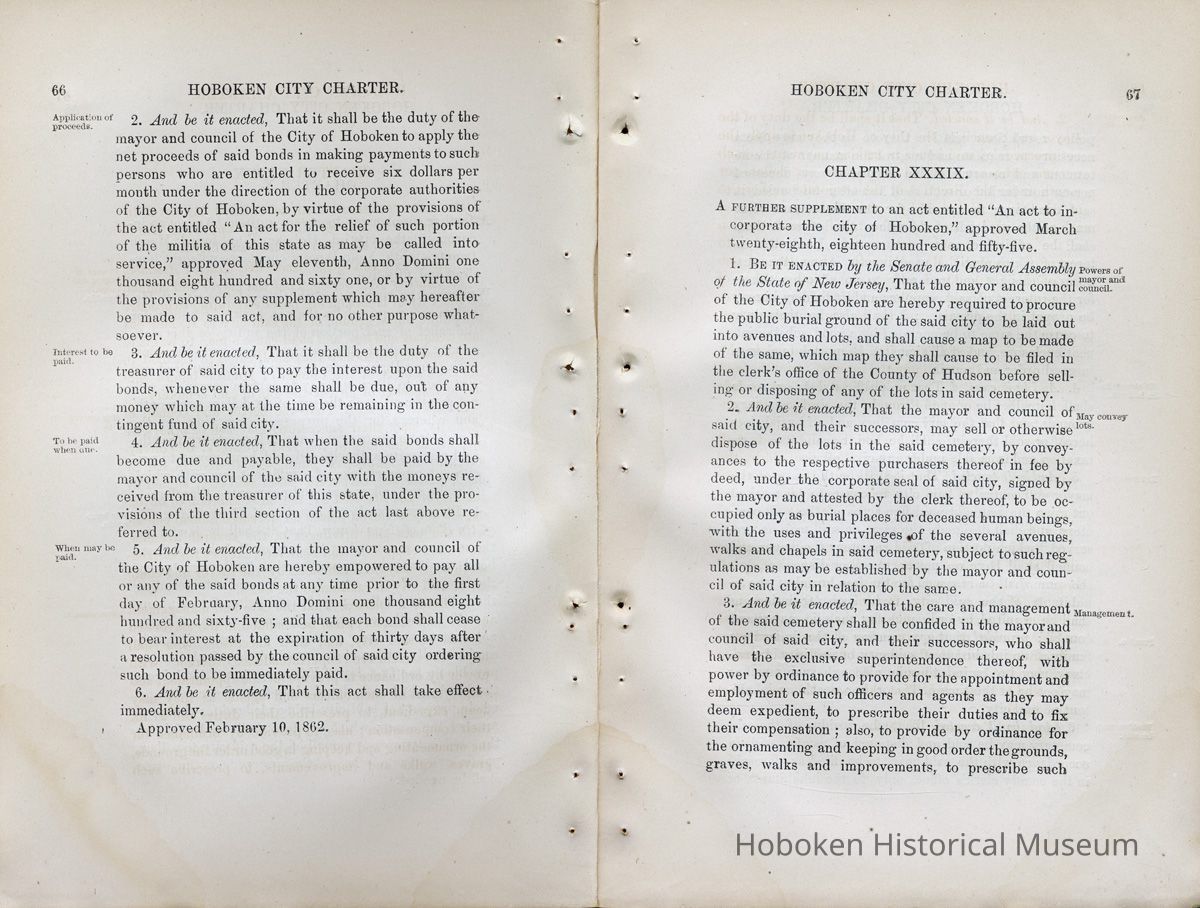 66
HOBOKEN CITY CHARTER.
Application of
proceeds.
2. And be it enacted, That it shall be the duty of the
mayor and council of the City of Hoboken to apply the
net proceeds of said bonds in making payments to such
persons who are entitled to receive six dollars per
month under the direction of the corporate authorities
of the City of Hoboken, by virtue of the provisions of
the act entitled "An act for the relief of such portion
of the militia of this state as may be called into
service," approved May eleventh, Anno Domini one
thousand eight hundred and sixty one, or by virtue of
the provisions of any supplement which may hereafter
be made to said act, and for no other purpose what-
soever.
Interest to be
paid.
3. And be it enacted, That it shall be the duty of the
treasurer of said city to pay the interest upon the said
bonds, whenever the same shall be due, out of any
money which may at the time be remaining in the con-
tingent fund of said city.
To be paid
when due.
4. And be it enacted, That when the said bonds shall
become due and payable, they shall be paid by the
mayor and council of the said city with the moneys re-
ceived from the treasurer of this state, under the pro-
visions of the third section of the act last above re-
ferred to.
When may be
paid.
5. And be it enacted, That the mayor and council of
the City of Hoboken are hereby empowered to pay all
or any of the said bonds at any time prior to the first
day of February, Anno Domini one thousand eight
hundred and sixty-five ; and that each bond shall cease
to bear interest at the expiration of thirty days after
a resolution passed by the council of said city ordering
such bond to be immediately paid.
6. And be it enacted, That this act shall take effect
immediately.
Approved February 10, 1862.
HOBOKEN CITY CHARTER.
67
CHAPTER XXXIX.
A FURTHER SUPPLEMENT to an act entitled "An act to in-
corporate the city of Hoboken," approved March
twenty-eighth, eighteen hundred and fifty-five.
1. BE IT ENACTED by the Senate and General Assembly
of the State of New Jersey, That the mayor and council
of the City of Hoboken are hereby required to procure
the public burial ground of the said city to be laid out
into avenues and lots, and shall cause a map to be made
of the same, which map they shall cause to be filed in
the clerk's office of the County of Hudson before sell-
ing or disposing of any of the lots in said cemetery.
Powers of
mayor and
council.
2. And be it enacted, That the mayor and council of
said city, and their successors, may sell or otherwise
dispose of the lots in the said cemetery, by convey-
ances to the respective purchasers thereof in fee by
deed, under the corporate seal of said city, signed by
the mayor and attested by the clerk thereof, to be oc-
cupied only as burial places for deceased human beings,
with the uses and privileges of the several avenues,
walks and chapels in said cemetery, subject to such reg-
ulations as may be established by the mayor and coun-
cil of said city in relation to the same.
May convey
lots.
3. And be it enacted, That the care and management
of the said cemetery shall be confided in the mayor and
council of said city, and their successors, who shall
have the exclusive superintendence thereof, with
power by ordinance to provide for the appointment and
employment of such officers and agents as they may
deem expedient, to prescribe their duties and to fix
their compensation ; also, to provide by ordinance for
the ornamenting and keeping in good order the grounds,
graves, walks and improvements, to prescribe such
Management.
Hoboken Historical Museum